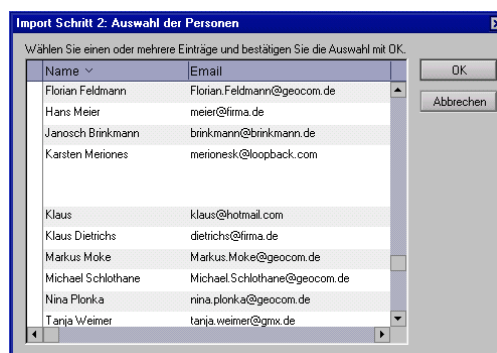 Import Schritt 2: Auswahl der Personen
Wählen Sie einen oder mehrere Einträge und bestätigen Sie die Auswahl mit OK.
Name Email
Florian Feldmann Florian.Feldmann@geocom.de
Hans Meier meier@firma.de
Janosch Brinkmann brinkmann@brinkmann.de
Karsten Meriones merionesk@loopback.com
Klaus klaus@hotmail.com
Klaus Dietrichs dietrichs@firma.de
Markus Moke Markus.Moke@geocom.de
Michael Schlothane Michael.Schlothane@geocom.de
Nina Plonka nina.plonka@geocom.de
Tanja Weimer tanja.weimer@gmx.de
OK
Abbrechen